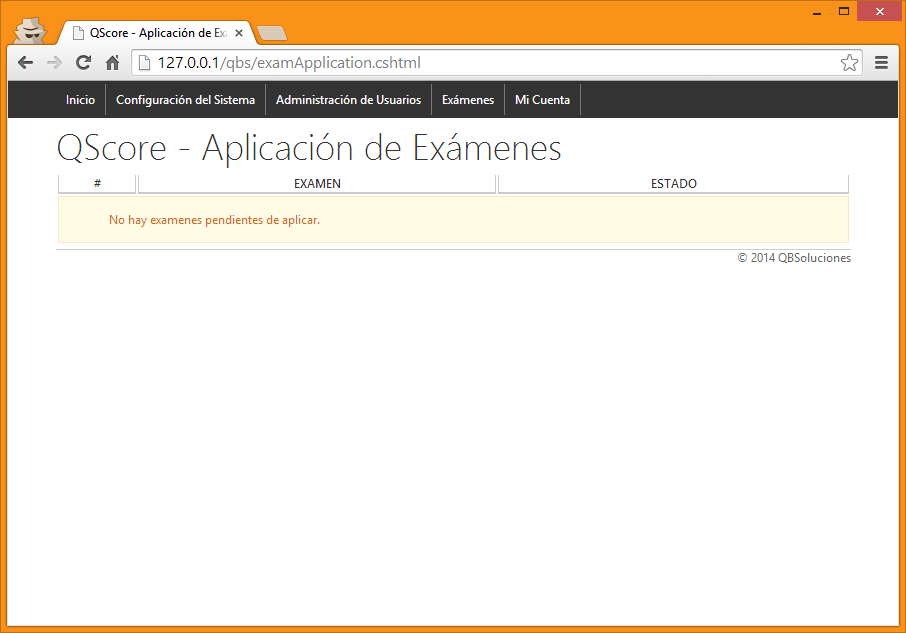 QScore - Aplicación de Ex
127.0.0.1/qbs/examApplication.cshtml
Inicio Configuración del Sistema Administración de Usuarios Exámenes Mi Cuenta
QScore - Aplicación de Exámenes
# EXAMEN ESTADO
No hay examenes pendientes de aplicar.
© 2014 QBSoluciones